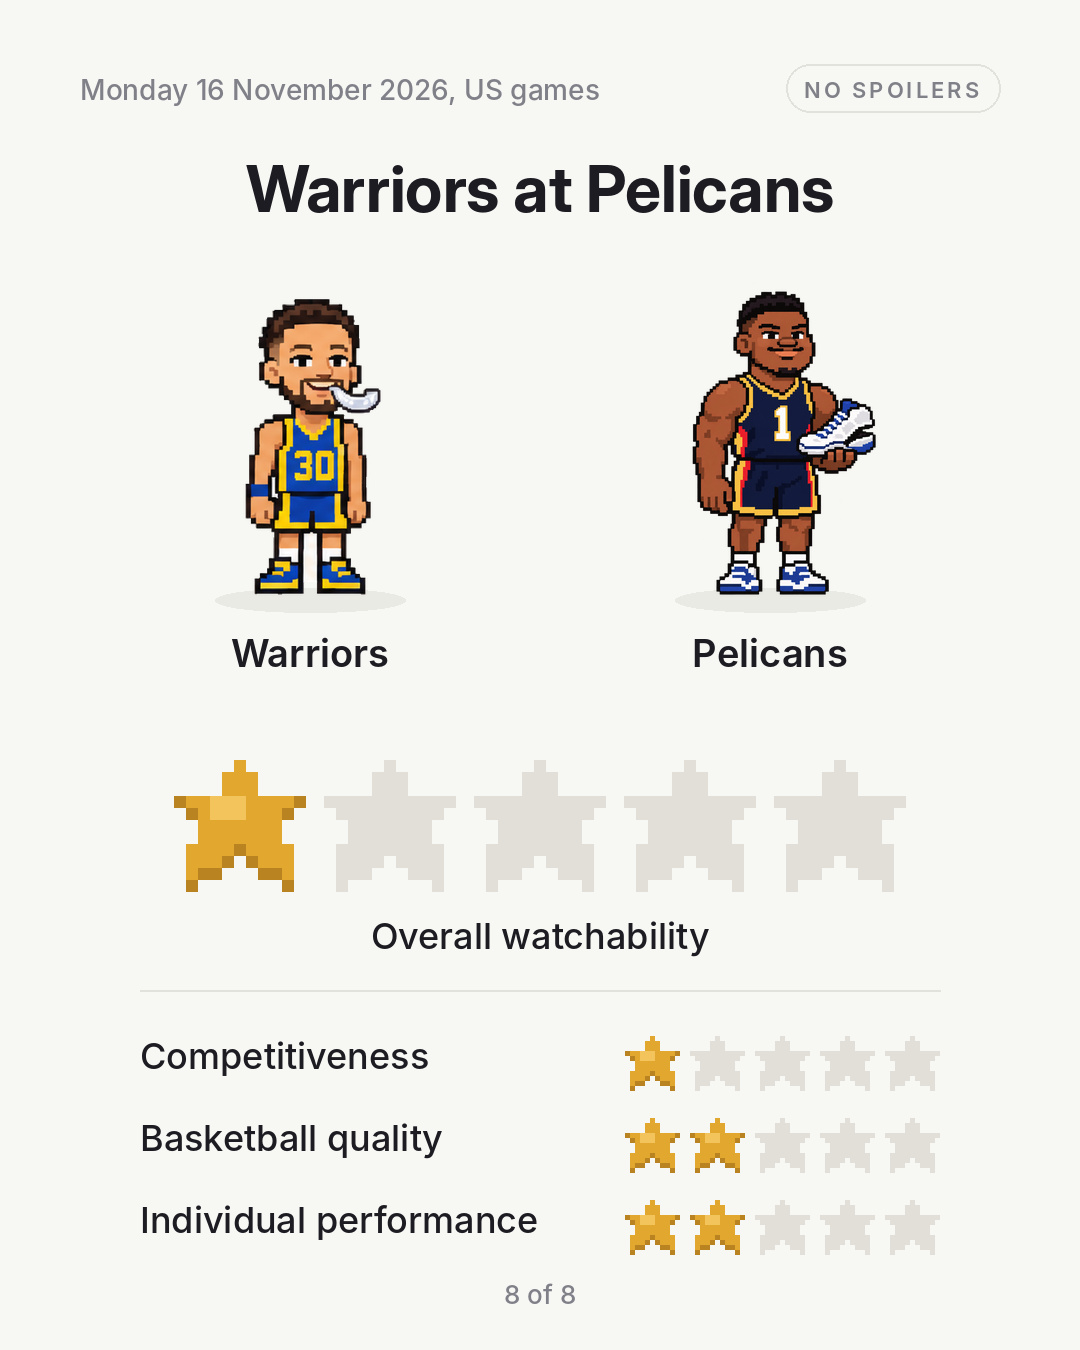 Monday 16 November 2026, US games
NO SPOILERS
Warriors at Pelicans
30
1
Warriors
Pelicans
Overall watchability
Competitiveness
Basketball quality
Individual performance
8 of 8